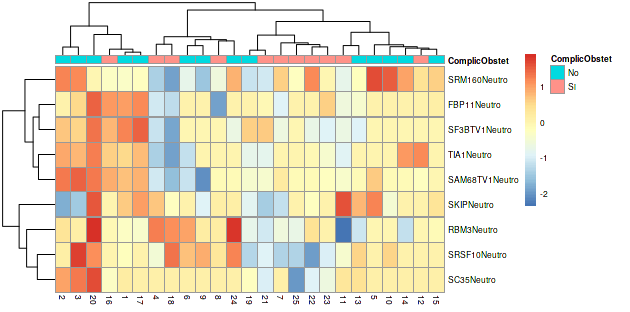 ComplicObstet
ComplicObstet
No
SI
SRM160Neutro
FBP11Neutro
SF3BTV1Neutro
TIA1Neutro
SAM68TV1Neutro
SKIPNeutro
RBM3Neutro
SRSF10Neutro
SC35Neutro
1
0
-1
-2
2 3 20 16 1 17 4 18 6 9 8 24 19 21 7 25 22 23 11 13 5 10 14 12 15